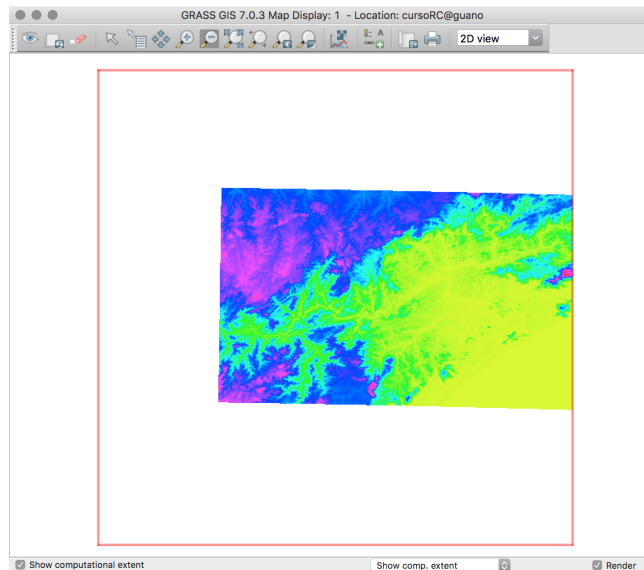 GRASS GIS 7.0.3 Map Display: 1 - Location: cursoRC@guano
2D view
Show computational extent
Show comp. extent
Render